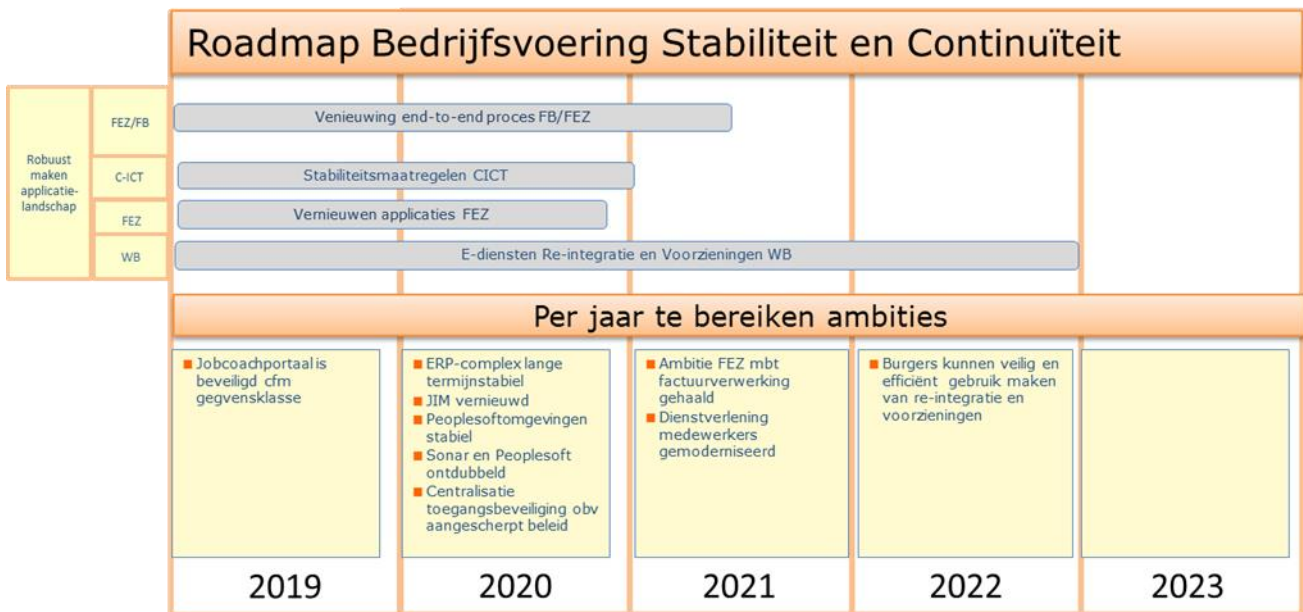 Roadmap Bedrijfsvoering Stabiliteit en Continuïteit
Robuust
maken
applicatie-
landschap
FEZ/FB
Venieuwing end-to-end proces FB/FEZ
C-ICT
Stabiliteitsmaatregelen CICT
FEZ
Vernieuwen applicaties FEZ
WB
E-diensten Re-integratie en Voorzieningen WB
Per jaar te bereiken ambities
Jobcoachportaal is
beveiligd cfm
gegvensklasse
ERP-complex lange
termijnstabiel
JIM vernieuwd
Peoplesoftomgevingen
stabiel
Sonar en Peoplesoft
ontdubbeld
Centralisatie
toegangsbeveiliging obv
aangescherpt beleid
Ambitie FEZ mbt
factuurverwerking
gehaald
Dienstverlening
medewerkers
gemoderniseerd
Burgers kunnen veilig en
efficiënt gebruik maken
van re-integratie en
voorzieningen
2019
2020
2021
2022
2023